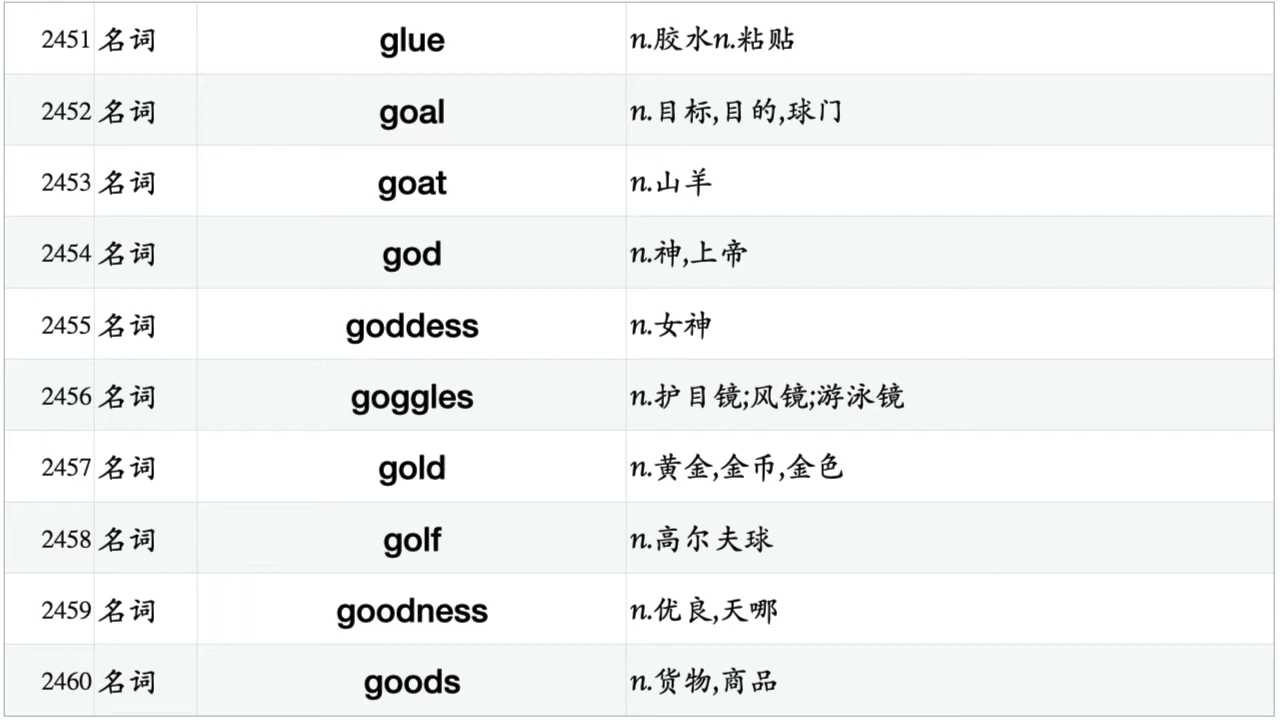 2451 名词 glue n.胶水n.粘贴
2452 名词 goal n.目标,目的,球门
2453 名词 goat n.山羊
2454 名词 god n.神,上帝
2455 名词 goddess n.女神
2456 名词 goggles n.护目镜;风镜;游泳镜
2457 名词 gold n.黄金,金币,金色
2458 名词 golf n.高尔夫球
2459 名词 goodness n.优良,天哪
2460 名词 goods n.货物,商品